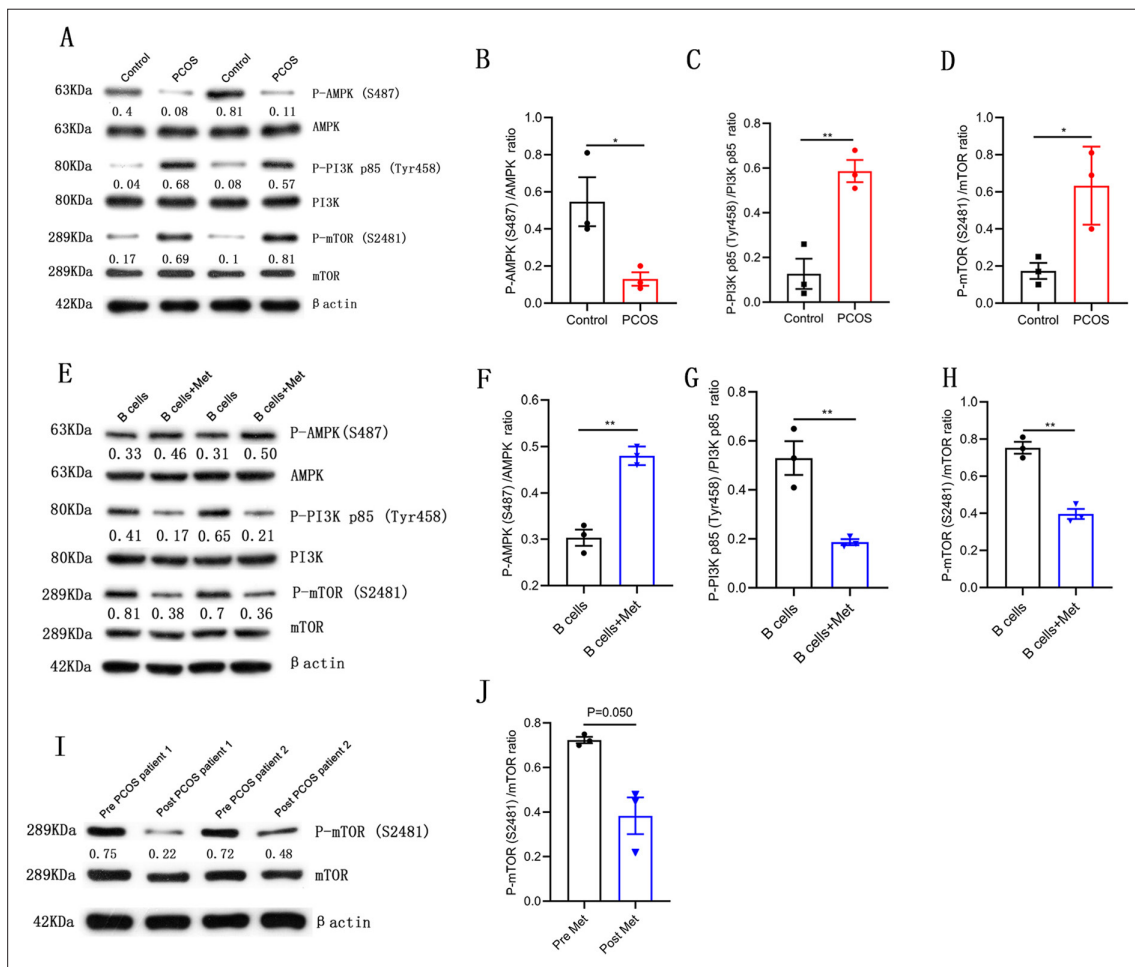 A
Control PCOS Control PCOS
63KDa P-AMPK (S487)
0.4 0.08 0.81 0.11
63KDa AMPK
80KDa P-PI3K p85 (Tyr458)
0.04 0.68 0.08 0.57
80KDa PI3K
289KDa P-mTOR (S2481)
0.17 0.69 0.1 0.81
289KDa mTOR
42KDa β actin
B
P-AMPK (S487) /AMPK ratio
1.0
0.8
0.6
0.4
0.2
0.0
*
Control PCOS
C
P-PI3K p85 (Tyr458) /PI3K p85 ratio
0.8
0.6
0.4
0.2
0.0
**
Control PCOS
D
P-mTOR (S2481) /mTOR ratio
1.0
0.8
0.6
0.4
0.2
0.0
*
Control PCOS
E
B cells B cells+Met B cells B cells+Met
63KDa P-AMPK(S487)
0.33 0.46 0.31 0.50
63KDa AMPK
80KDa P-PI3K p85 (Tyr458)
0.41 0.17 0.65 0.21
80KDa PI3K
289KDa P-mTOR (S2481)
0.81 0.38 0.7 0.36
289KDa mTOR
42KDa β actin
F
P-AMPK (S487) /AMPK ratio
0.6
0.5
0.4
0.3
0.2
**
B cells B cells+Met
G
P-PI3K p85 (Tyr458) /PI3K p85 ratio
0.8
0.6
0.4
0.2
0.0
**
B cells B cells+Met
H
P-mTOR (S2481) /mTOR ratio
1.0
0.8
0.6
0.4
0.2
0.0
**
B cells B cells+Met
I
Pre PCOS patient 1 Post PCOS patient 1 Pre PCOS patient 2 Post PCOS patient 2
289KDa P-mTOR (S2481)
0.75 0.22 0.72 0.48
289KDa mTOR
42KDa β actin
J
P-mTOR (S2481) /mTOR ratio
0.8
0.6
0.4
0.2
0.0
P=0.050
Pre Met Post Met